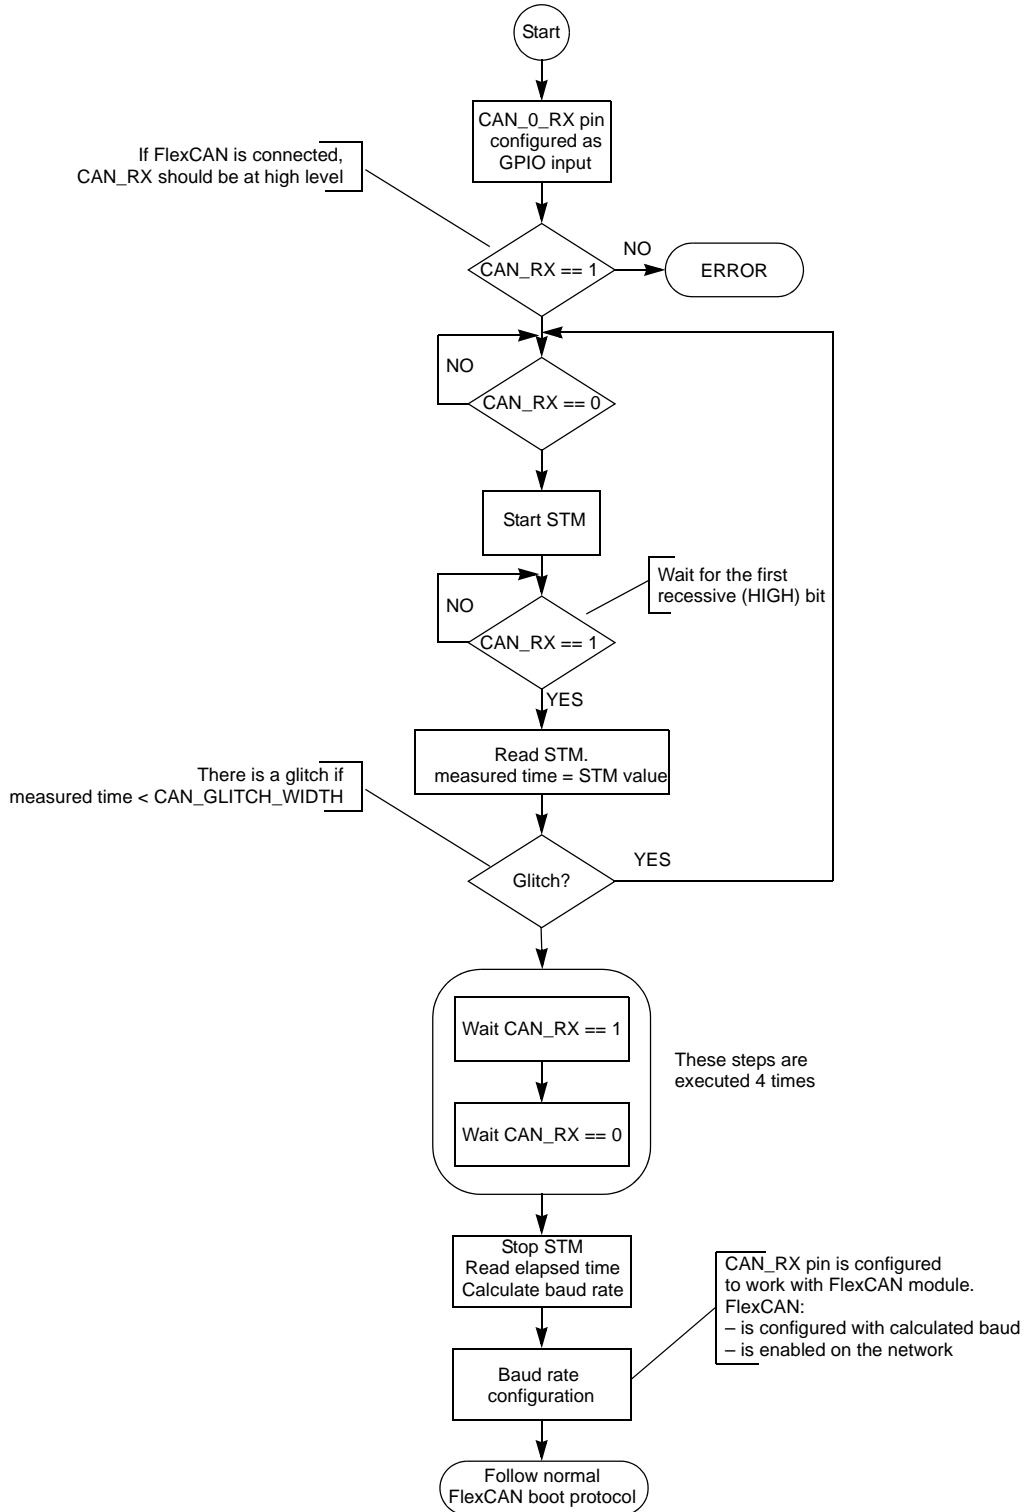 Start
CAN_0_RX pin
configured as
GPIO input
If FlexCAN is connected,
CAN_RX should be at high level
CAN_RX == 1
NO
ERROR
NO
CAN_RX == 0
Start STM
Wait for the first
recessive (HIGH) bit
NO
CAN_RX == 1
YES
Read STM.
measured time = STM value
There is a glitch if
measured time < CAN_GLITCH_WIDTH
Glitch?
YES
Wait CAN_RX == 1
These steps are
executed 4 times
Wait CAN_RX == 0
Stop STM
Read elapsed time
Calculate baud rate
CAN_RX pin is configured
to work with FlexCAN module.
FlexCAN:
– is configured with calculated baud
– is enabled on the network
Baud rate
configuration
Follow normal
FlexCAN boot protocol